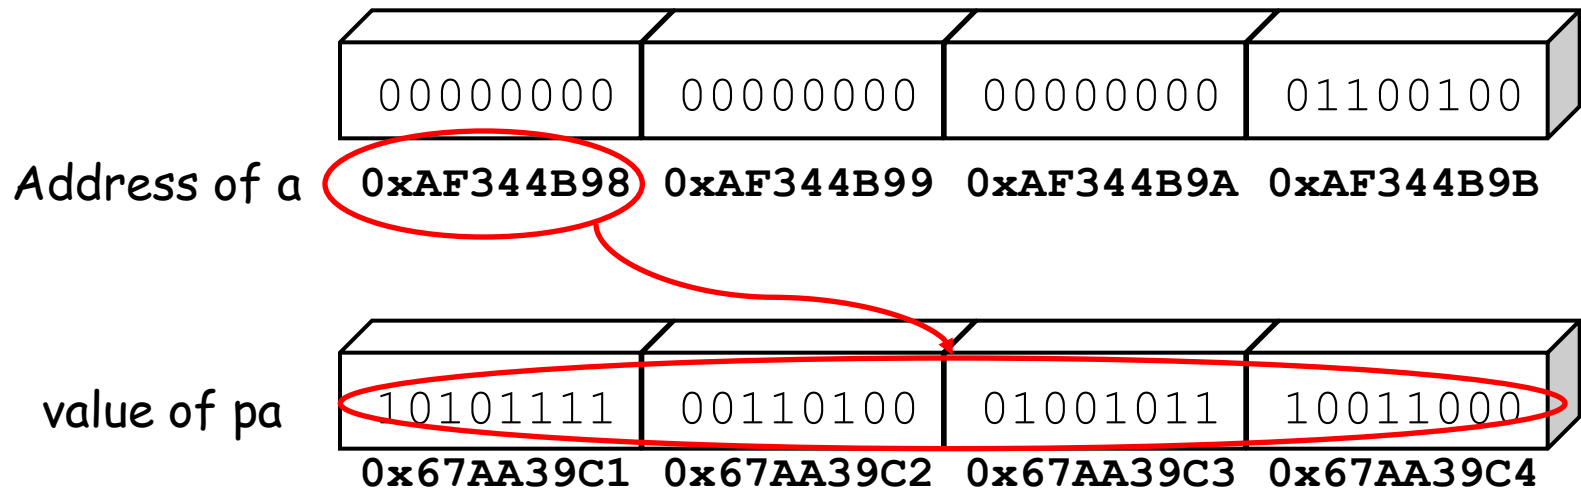 00000000 00000000 00000000 01100100
Address of a 0xAF344B98 0xAF344B99 0xAF344B9A 0xAF344B9B
value of pa 10101111 00110100 01001011 10011000
0x67AA39C1 0x67AA39C2 0x67AA39C3 0x67AA39C4